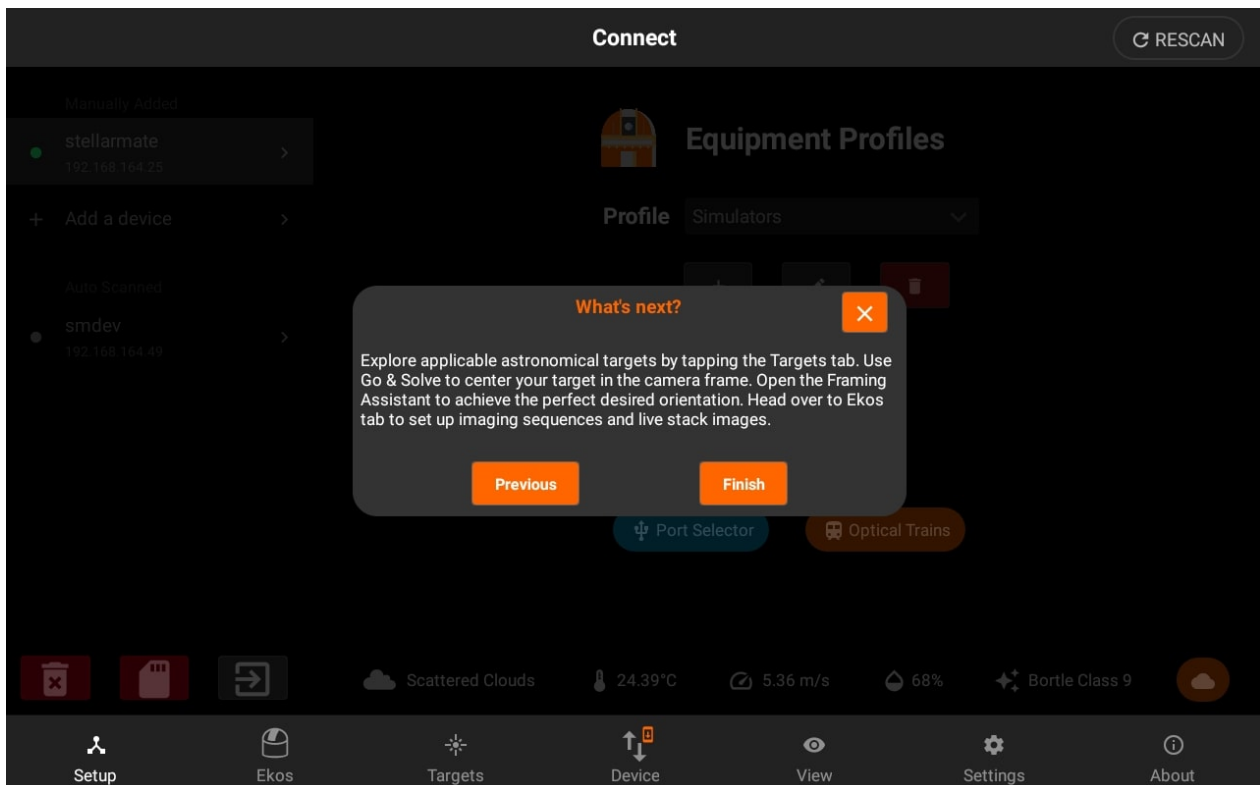 Connect
RESCAN
Manually Added
stellarmate
192.168.164.25
Add a device
Auto Scanned
smdev
192.168.164.49
Equipment Profiles
Profile Simulators
What's next?
Explore applicable astronomical targets by tapping the Targets tab. Use
Go & Solve to center your target in the camera frame. Open the Framing
Assistant to achieve the perfect desired orientation. Head over to Ekos
tab to set up imaging sequences and live stack images.
Previous Finish
Port Selector Optical Trains
Scattered Clouds 24.39°C 5.36 m/s 68% Bortle Class 9
Setup Ekos Targets Device View Settings About